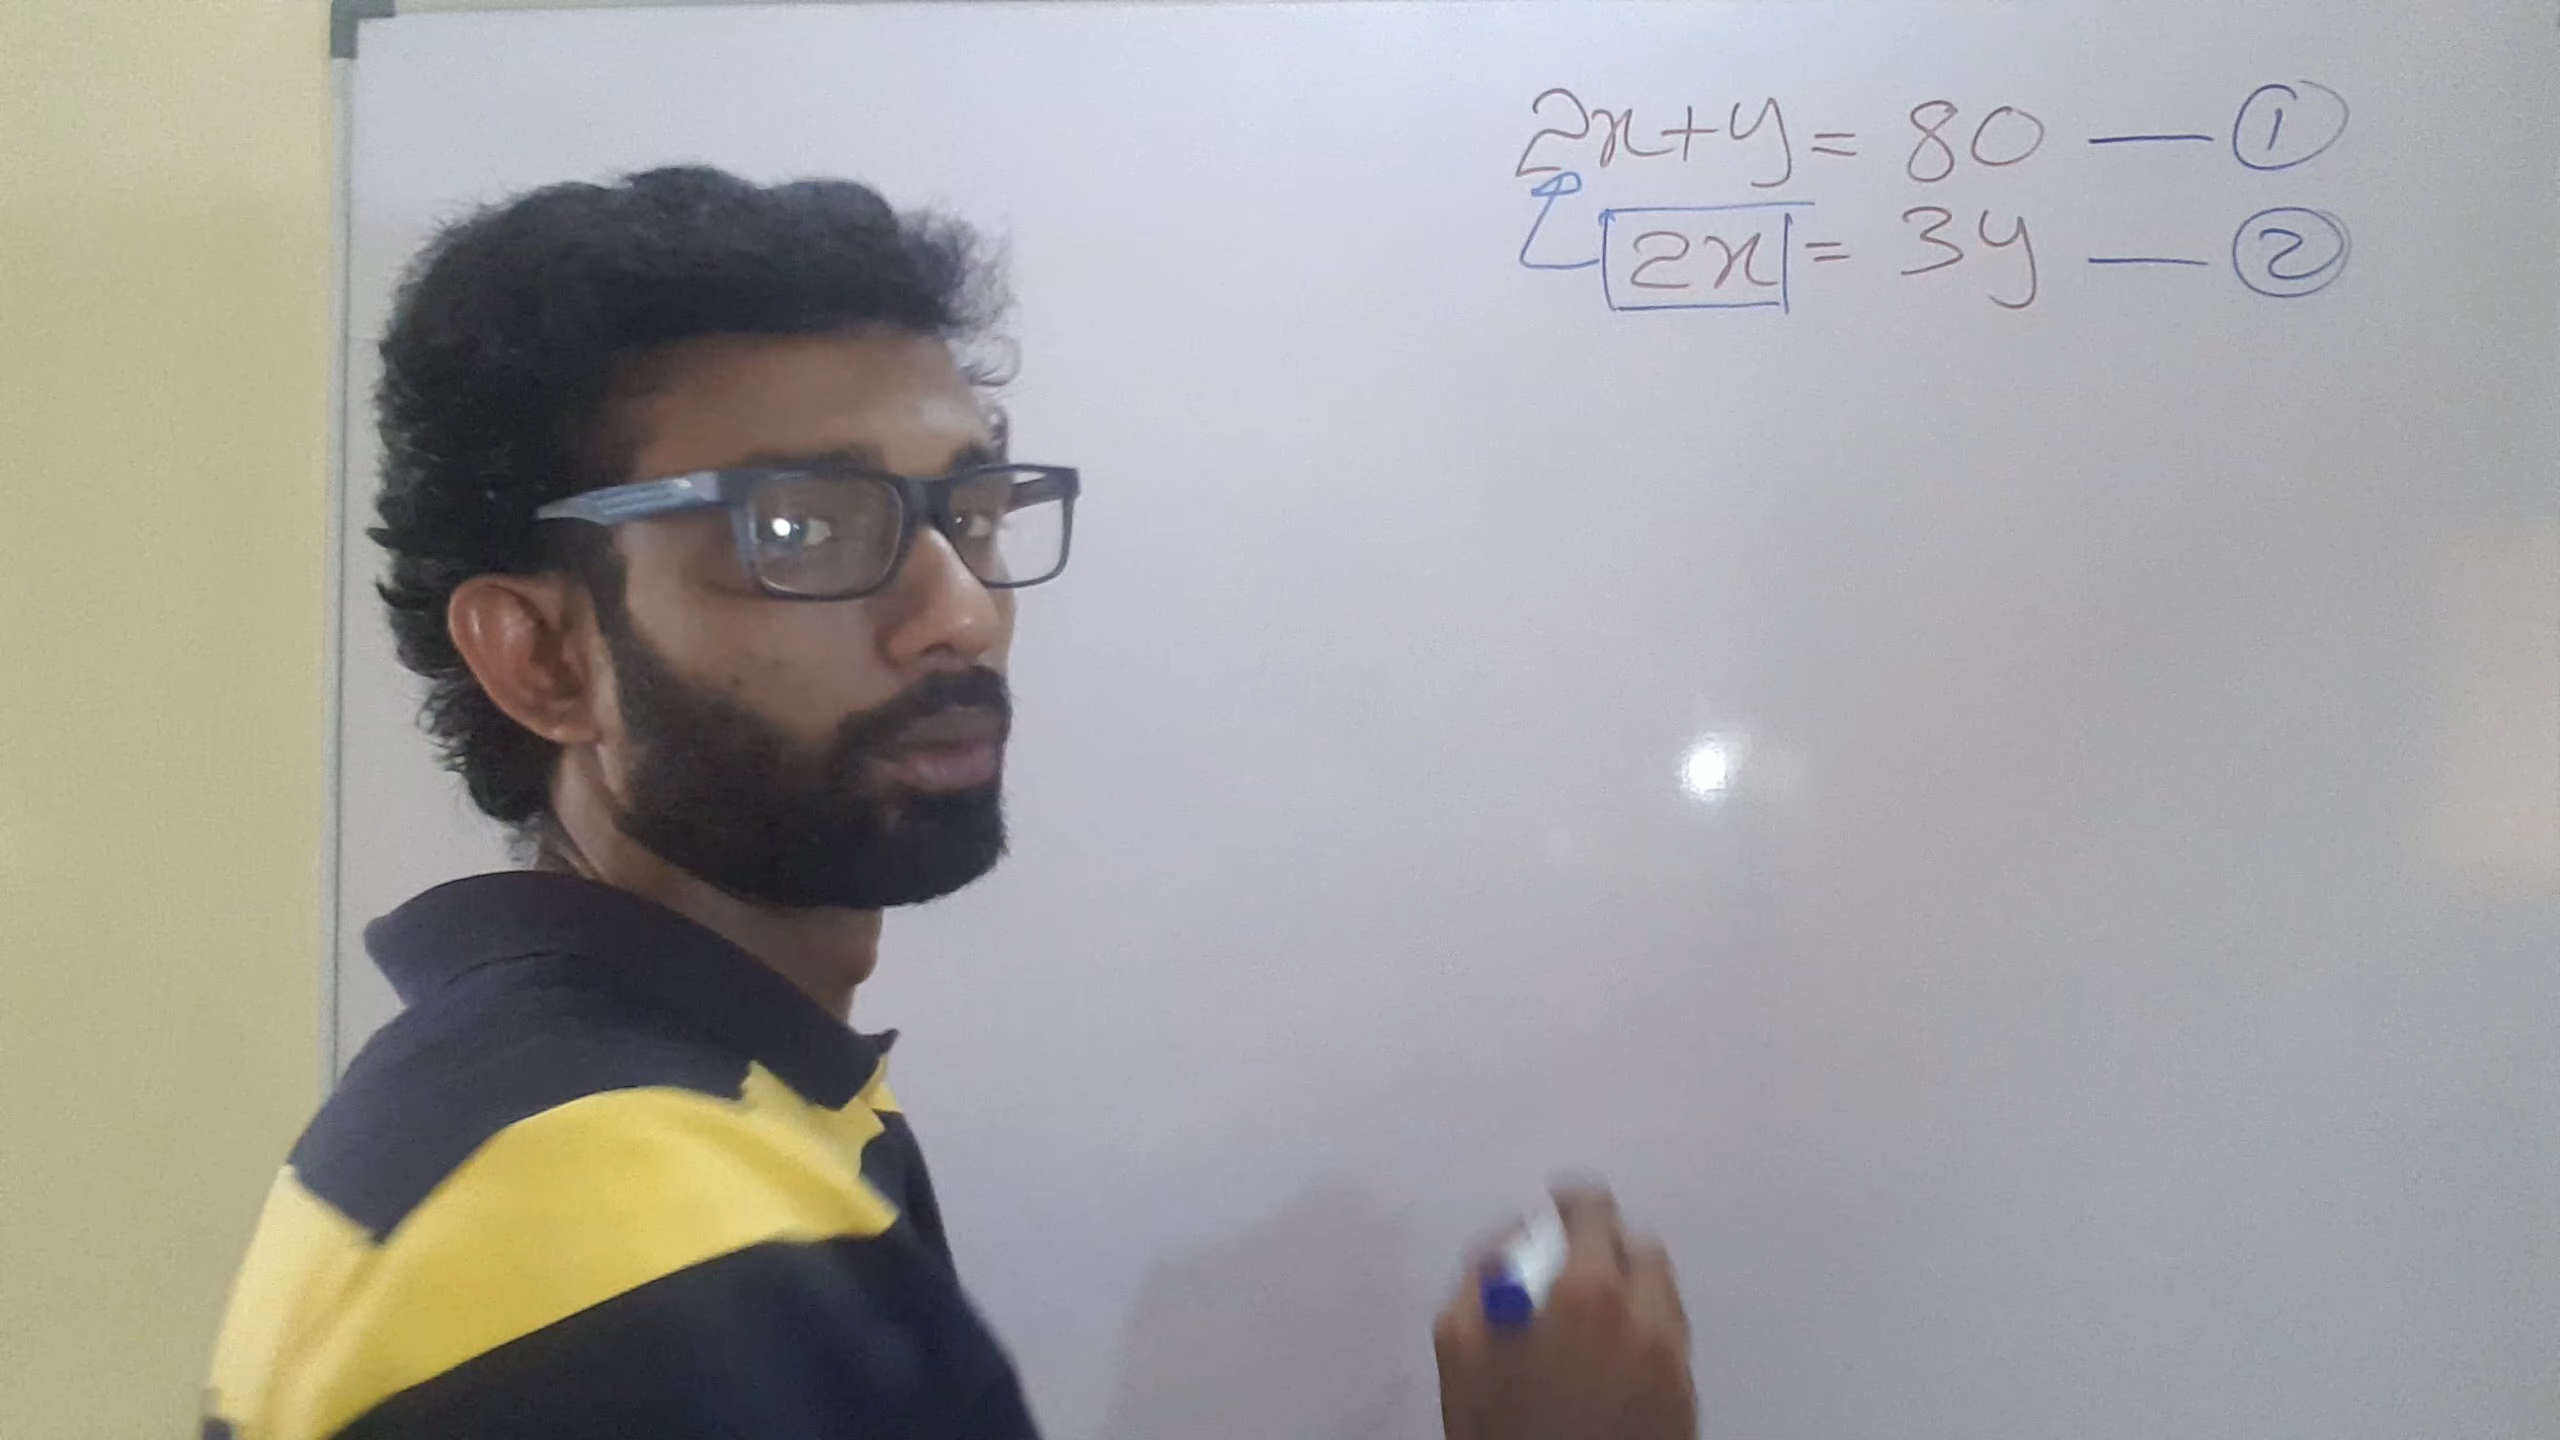 2x+y = 80 — ①
2x = 3y — ②